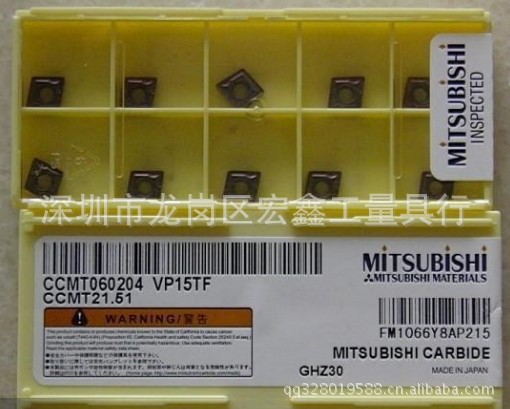 MITSUBISHI
INSPECTED
深圳市龙岗区宏鑫工量具行
CCMT060204 VP15TF
CCMT21.51
MITSUBISHI
MITSUBISHI MATERIALS
WARNING/警告
FM1066Y8AP215
MITSUBISHI CARBIDE
GHZ30
MADE IN JAPAN
qq328019588.cn.alibaba.com